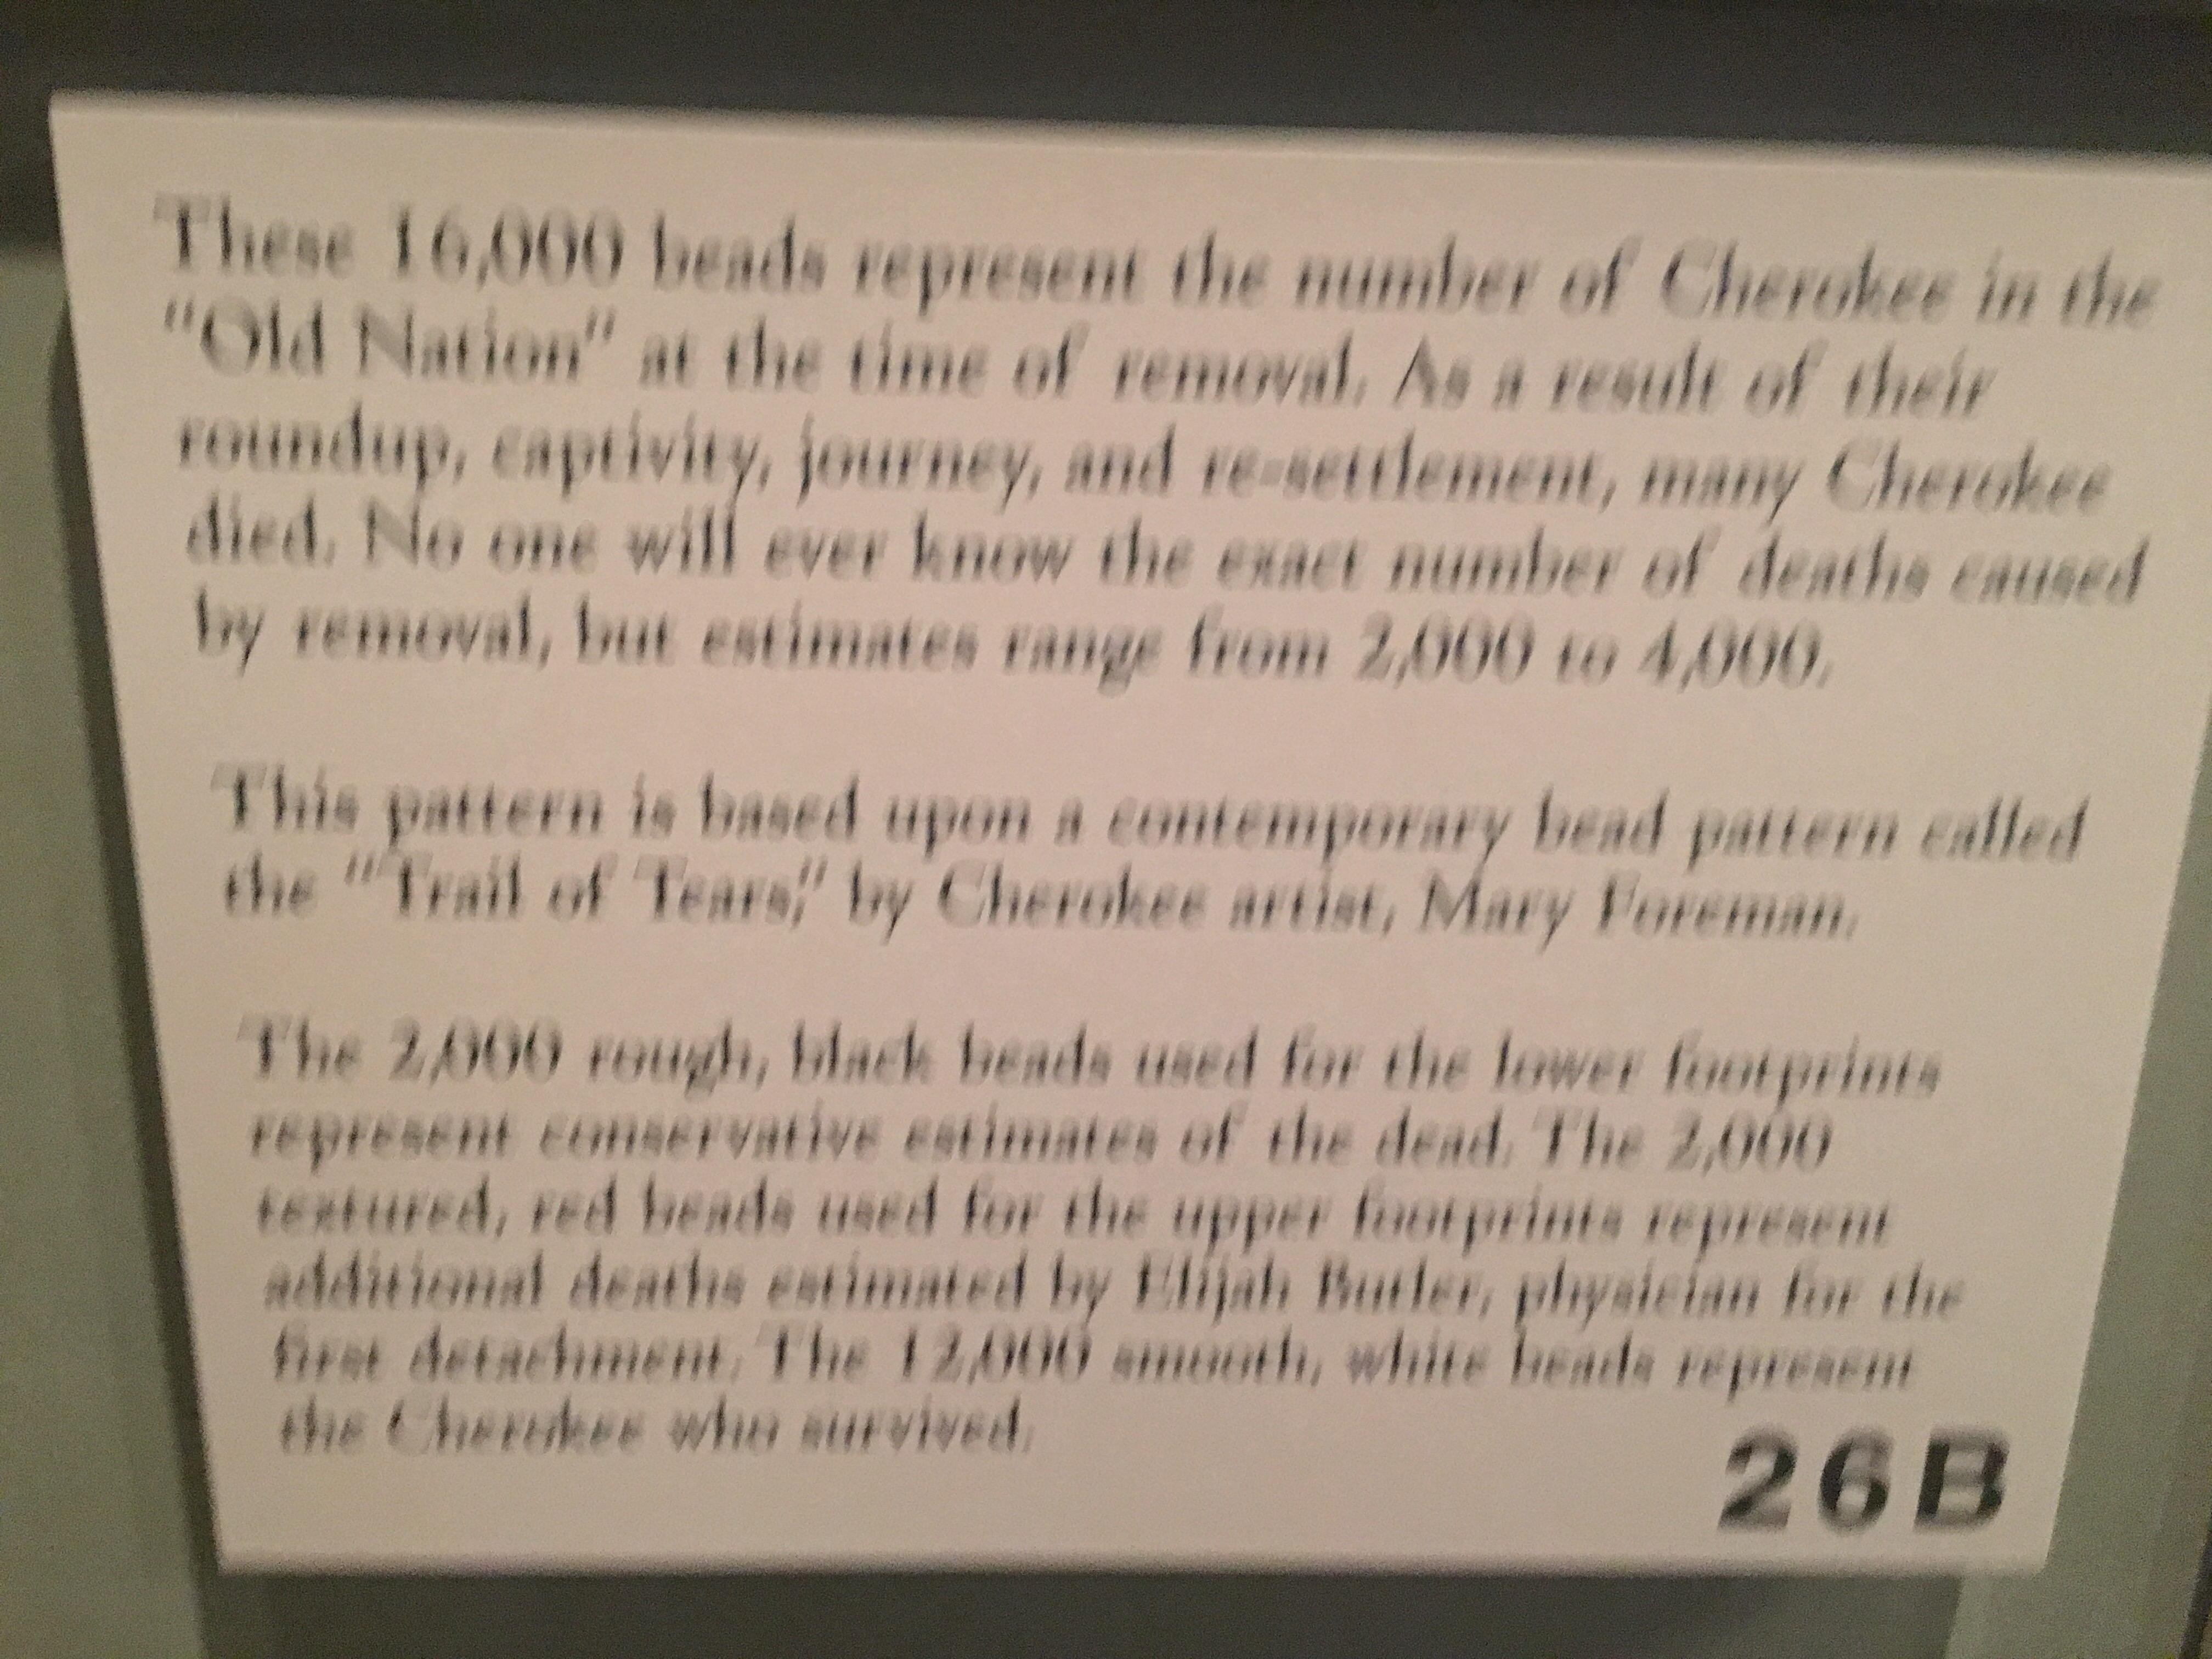 These 16,000 beads represent the number of Cherokee in the
"Old Nation" at the time of removal. As a result of their
roundup, captivity, journey, and re-settlement, many Cherokee
died. No one will ever know the exact number of deaths caused
by removal, but estimates range from 2,000 to 4,000.
This pattern is based upon a contemporary bead pattern called
the "Trail of Tears," by Cherokee artist, Mary Foreman.
The 2,000 rough, black beads used for the lower footprints
represent conservative estimates of the dead. The 2,000
textured, red beads used for the upper footprints represent
additional deaths estimated by Elijah Butler, physician for the
first detachment. The 12,000 smooth, white beads represent
the Cherokee who survived.
26B